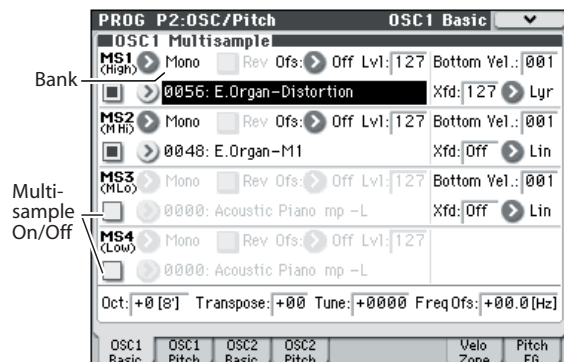 PROG P2:OSC/Pitch OSC1 Basic
OSC1 Multisample
MS1 (High) Mono Rev Ofs: Off Lvl: 127 Bottom Vel.: 001
Bank
0056: E.Organ-Distortion Xfd: 127 Lyr
MS2 (M Hi) Mono Rev Ofs: Off Lvl: 127 Bottom Vel.: 001
0048: E.Organ-M1 Xfd: Off Lin
MS3 (MLo) Mono Rev Ofs: Off Lvl: 127 Bottom Vel.: 001
Multi-
sample
On/Off
0000: Acoustic Piano mp -L Xfd: Off Lin
MS4 (Low) Mono Rev Ofs: Off Lvl: 127
0000: Acoustic Piano mp -L
Oct: +0 [8'] Transpose: +00 Tune: +0000 Freq Ofs: +00.0 [Hz]
OSC1 Basic OSC1 Pitch OSC2 Basic OSC2 Pitch Velo Zone Pitch EG